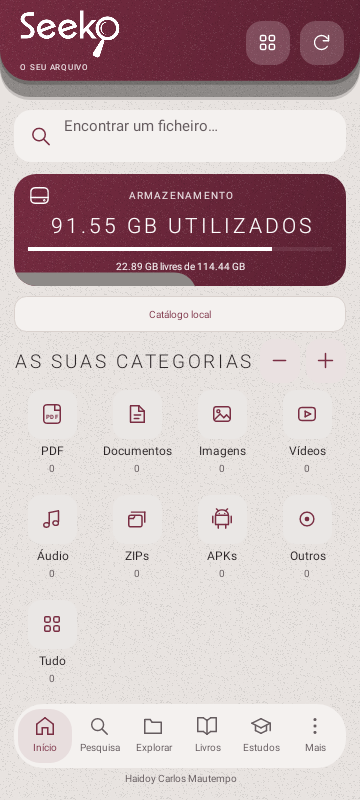 Seeko
O SEU ARQUIVO
Encontrar um ficheiro...
ARMAZENAMENTO
91.55 GB UTILIZADOS
22.89 GB livres de 114.44 GB
Catálogo local
AS SUAS CATEGORIAS
PDF
PDF Documentos Imagens Vídeos
0 0 0 0
Áudio ZIPs APKs Outros
0 0 0 0
Tudo
0
Início Pesquisa Explorar Livros Estudos Mais
Haidoy Carlos Mautempo